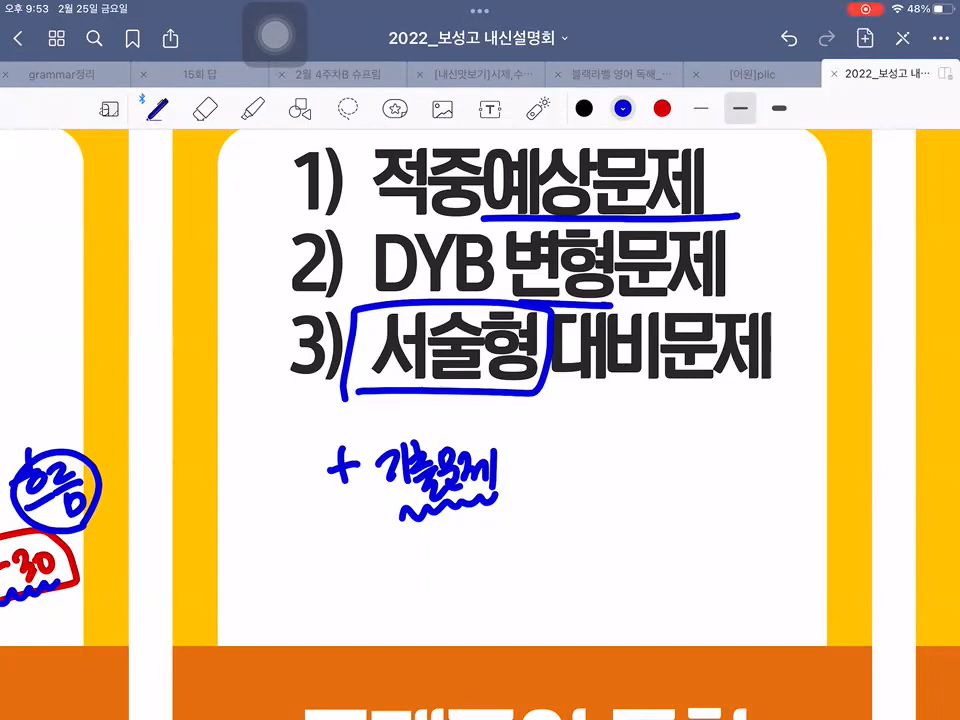 오후 9:53 2월 25일 금요일
48%
2022_보성고 내신설명회
grammar정리
15회 답
2월 4주차B 슈프림
[내신맛보기]시제,수…
블랙라벨 영어 독해_…
[어원]plic
2022_보성고 내…
1) 적중예상문제
2) DYB 변형문제
3) 서술형 대비문제
+ 기출문제
흐름
-30